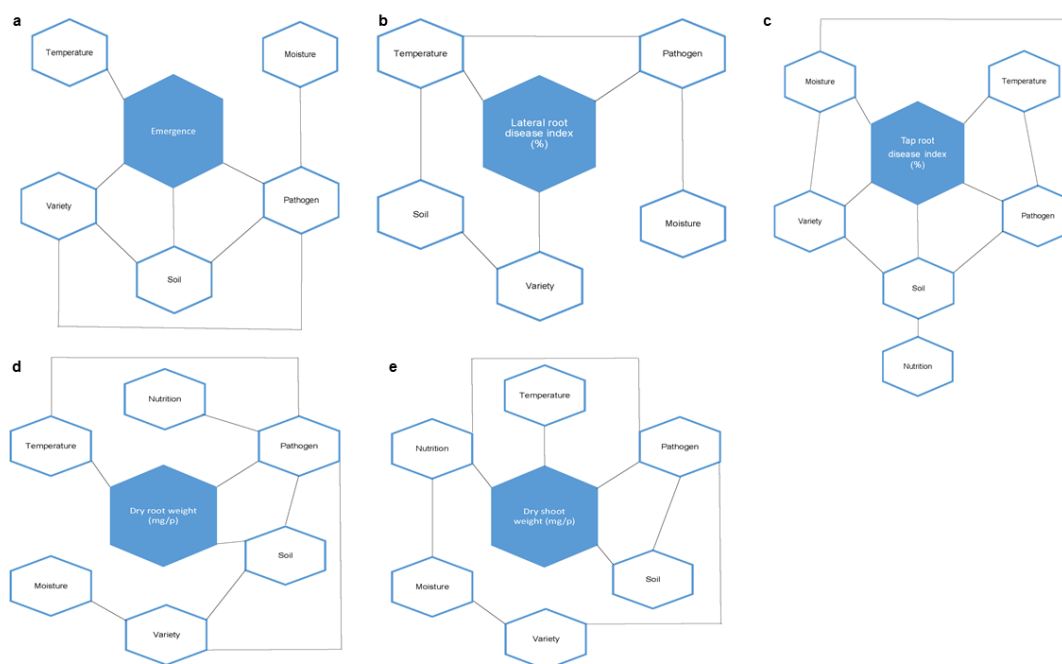 a
Temperature
Moisture
Emergence
Variety
Pathogen
Soil
b
Temperature
Pathogen
Lateral root
disease index
(%)
Soil
Moisture
Variety
c
Moisture
Temperature
Tap root
disease index
(%)
Variety
Pathogen
Soil
Nutrition
d
Nutrition
Temperature
Pathogen
Dry root weight
(mg/p)
Soil
Moisture
Variety
e
Temperature
Nutrition
Pathogen
Dry shoot
weight (mg/p)
Soil
Moisture
Variety